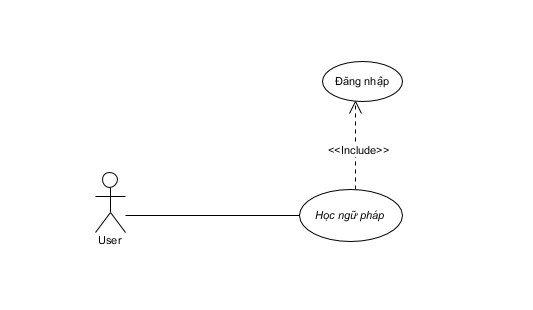 Đăng nhập
<<Include>>
Học ngữ pháp
User